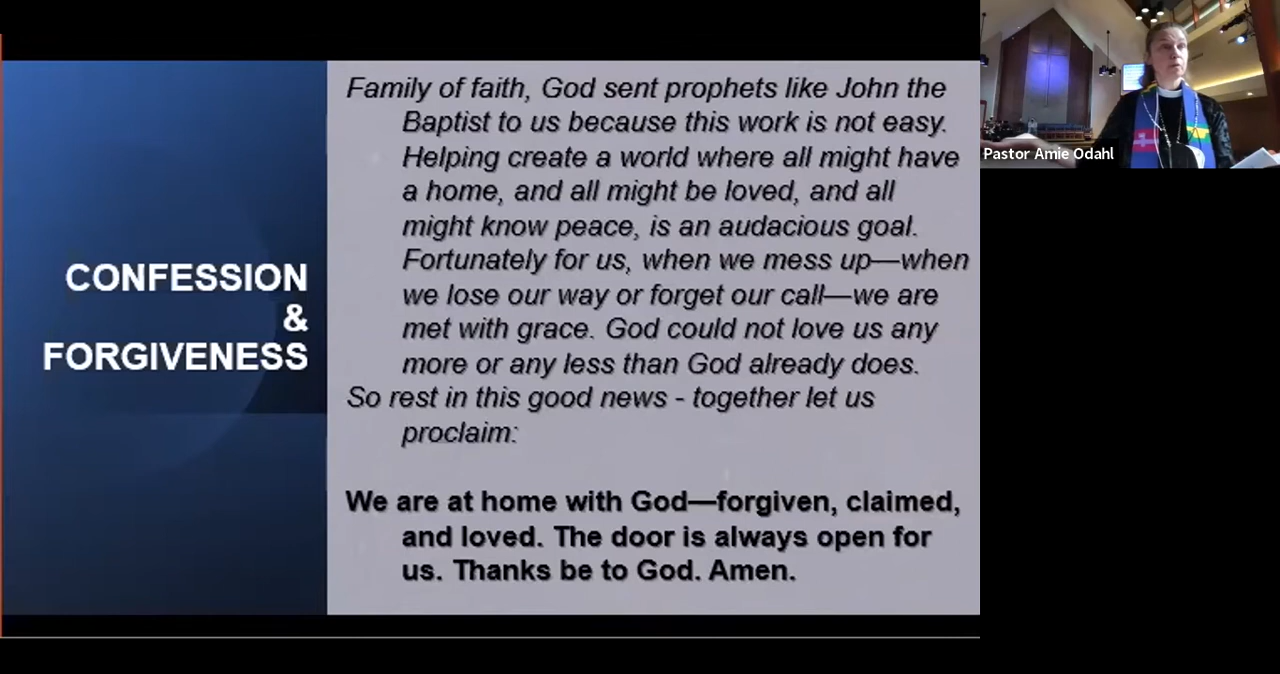 CONFESSION
&
FORGIVENESS
Family of faith, God sent prophets like John the
Baptist to us because this work is not easy.
Helping create a world where all might have
a home, and all might be loved, and all
might know peace, is an audacious goal.
Fortunately for us, when we mess up—when
we lose our way or forget our call—we are
met with grace. God could not love us any
more or any less than God already does.
So rest in this good news - together let us
proclaim:
We are at home with God—forgiven, claimed,
and loved. The door is always open for
us. Thanks be to God. Amen.
Pastor Amie Odahl